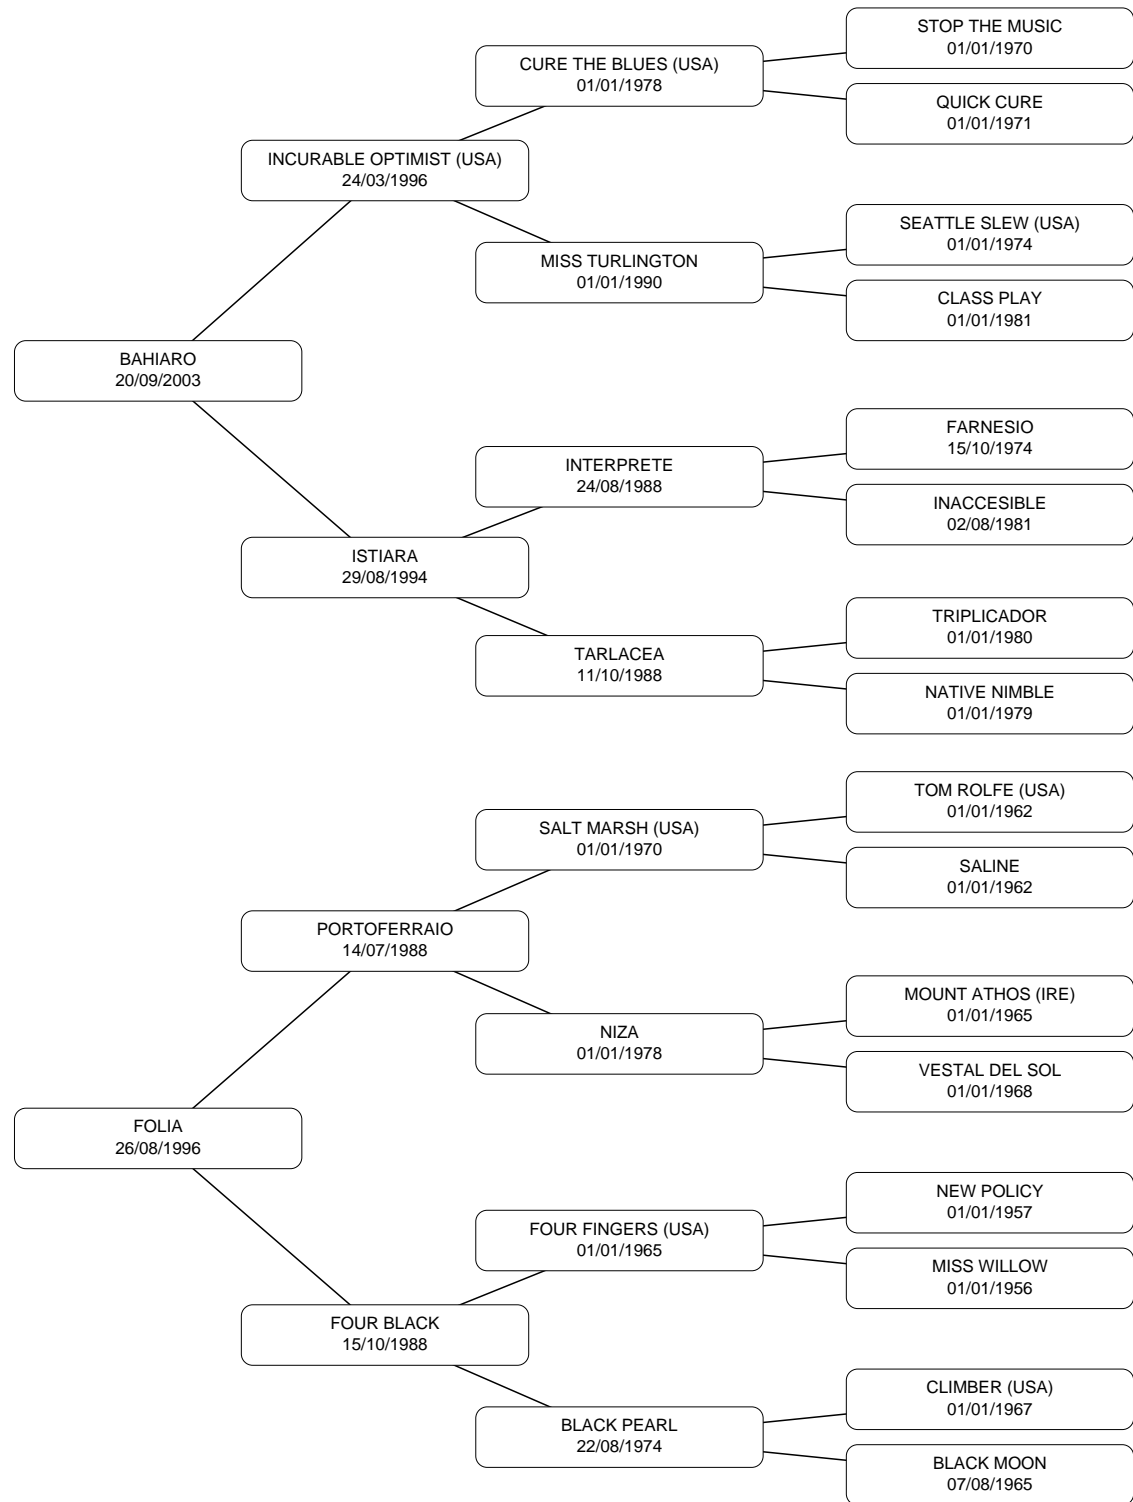 STOP THE MUSIC
01/01/1970
CURE THE BLUES (USA)
01/01/1978
QUICK CURE
01/01/1971
INCURABLE OPTIMIST (USA)
24/03/1996
SEATTLE SLEW (USA)
01/01/1974
MISS TURLINGTON
01/01/1990
CLASS PLAY
01/01/1981
BAHIARO
20/09/2003
FARNESIO
15/10/1974
INTERPRETE
24/08/1988
INACCESIBLE
02/08/1981
ISTIARA
29/08/1994
TRIPLICADOR
01/01/1980
TARLACEA
11/10/1988
NATIVE NIMBLE
01/01/1979
TOM ROLFE (USA)
01/01/1962
SALT MARSH (USA)
01/01/1970
SALINE
01/01/1962
PORTOFERRAIO
14/07/1988
MOUNT ATHOS (IRE)
01/01/1965
NIZA
01/01/1978
VESTAL DEL SOL
01/01/1968
FOLIA
26/08/1996
NEW POLICY
01/01/1957
FOUR FINGERS (USA)
01/01/1965
MISS WILLOW
01/01/1956
FOUR BLACK
15/10/1988
CLIMBER (USA)
01/01/1967
BLACK PEARL
22/08/1974
BLACK MOON
07/08/1965